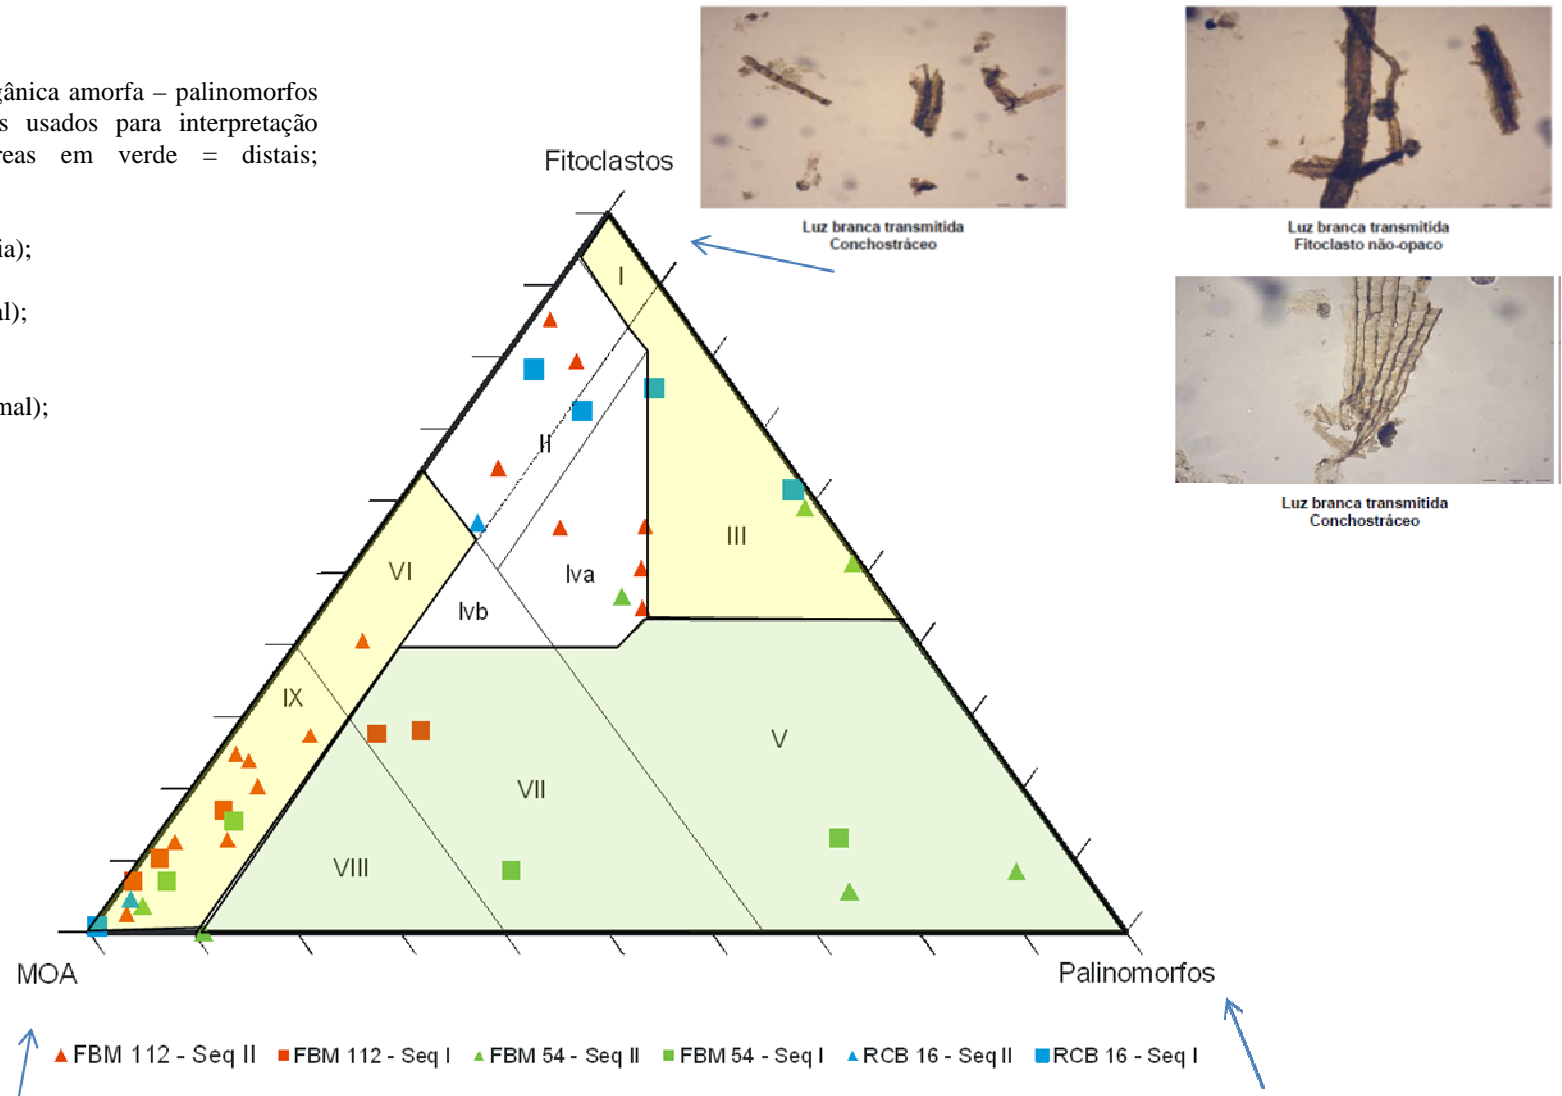 gânica amorfa – palinomorfos
s usados para interpretação
reas em verde = distais;
ia);
al);
mal);
Luz branca transmitida
Conchostráceo
Luz branca transmitida
Fitoclasto não-opaco
Luz branca transmitida
Conchostráceo
Fitoclastos
I
II
III
Iva
Ivb
VI
IX
V
VII
VIII
MOA
Palinomorfos
FBM 112 - Seq II
FBM 112 - Seq I
FBM 54 - Seq II
FBM 54 - Seq I
RCB 16 - Seq II
RCB 16 - Seq I